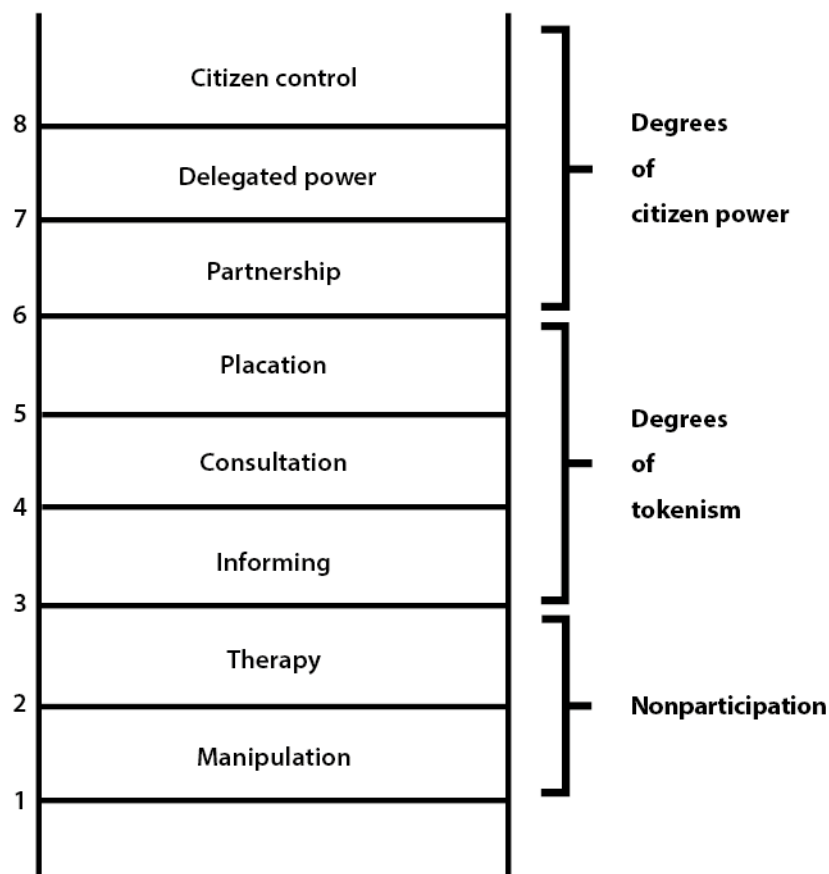 Citizen control
8
Delegated power
7
Partnership
6
Placation
5
Consultation
4
Informing
3
Therapy
2
Manipulation
1
Degrees
of
citizen power
Degrees
of
tokenism
Nonparticipation